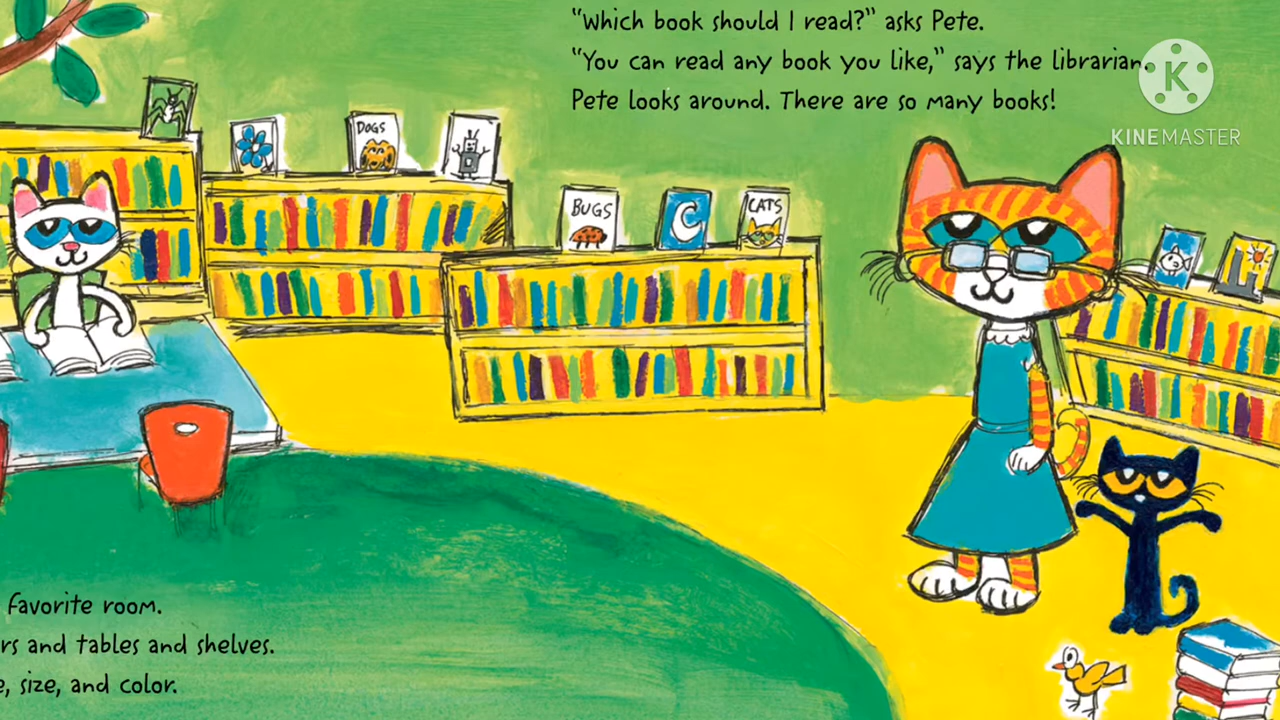 "Which book should I read?" asks Pete.
"You can read any book you like," says the librarian.
Pete looks around. There are so many books!
K
KINEMASTER
DOGS
BUGS
CATS
favorite room.
rs and tables and shelves.
e, size, and color.